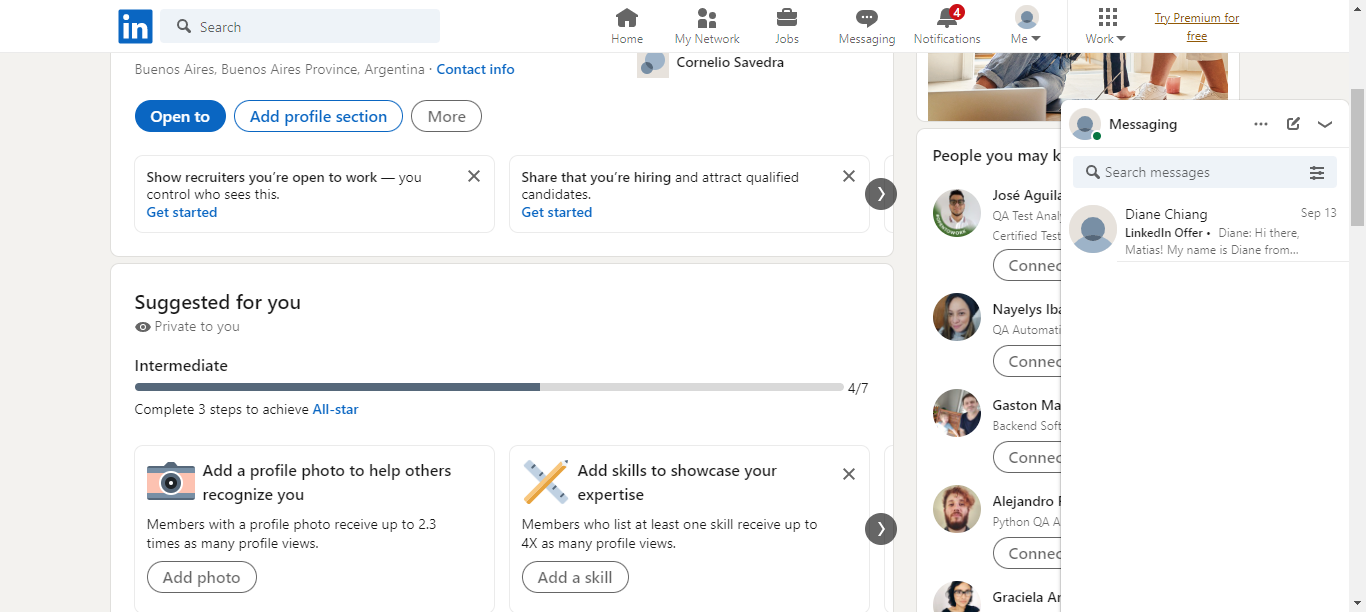 in
Search
Home
My Network
Jobs
Messaging
4
Notifications
Me
Work
Try Premium for
free
Buenos Aires, Buenos Aires Province, Argentina · Contact info
Cornelio Savedra
Open to
Add profile section
More
Show recruiters you're open to work — you
control who sees this.
Get started
Share that you're hiring and attract qualified
candidates.
Get started
Suggested for you
Private to you
Intermediate
4/7
Complete 3 steps to achieve All-star
Add a profile photo to help others
recognize you
Members with a profile photo receive up to 2.3
times as many profile views.
Add photo
Add skills to showcase your
expertise
Members who list at least one skill receive up to
4X as many profile views.
Add a skill
People you may k
José Aguila
QA Test Anal
Certified Test
Connec
Nayelys Iba
QA Automati
Connec
Gaston Ma
Backend Soft
Connec
Alejandro
Python QA A
Connec
Graciela Ar
Messaging
Search messages
Diane Chiang
Sep 13
LinkedIn Offer • Diane: Hi there,
Matias! My name is Diane from...